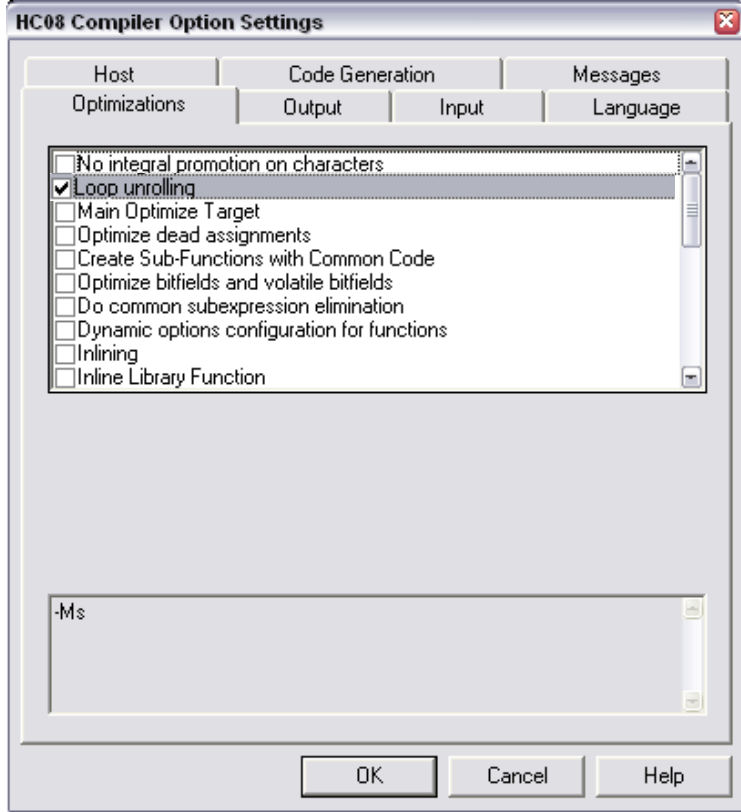 HC08 Compiler Option Settings
Host Code Generation Messages
Optimizations Output Input Language
No integral promotion on characters
Loop unrolling
Main Optimize Target
Optimize dead assignments
Create Sub-Functions with Common Code
Optimize bitfields and volatile bitfields
Do common subexpression elimination
Dynamic options configuration for functions
Inlining
Inline Library Function
-Ms
OK Cancel Help